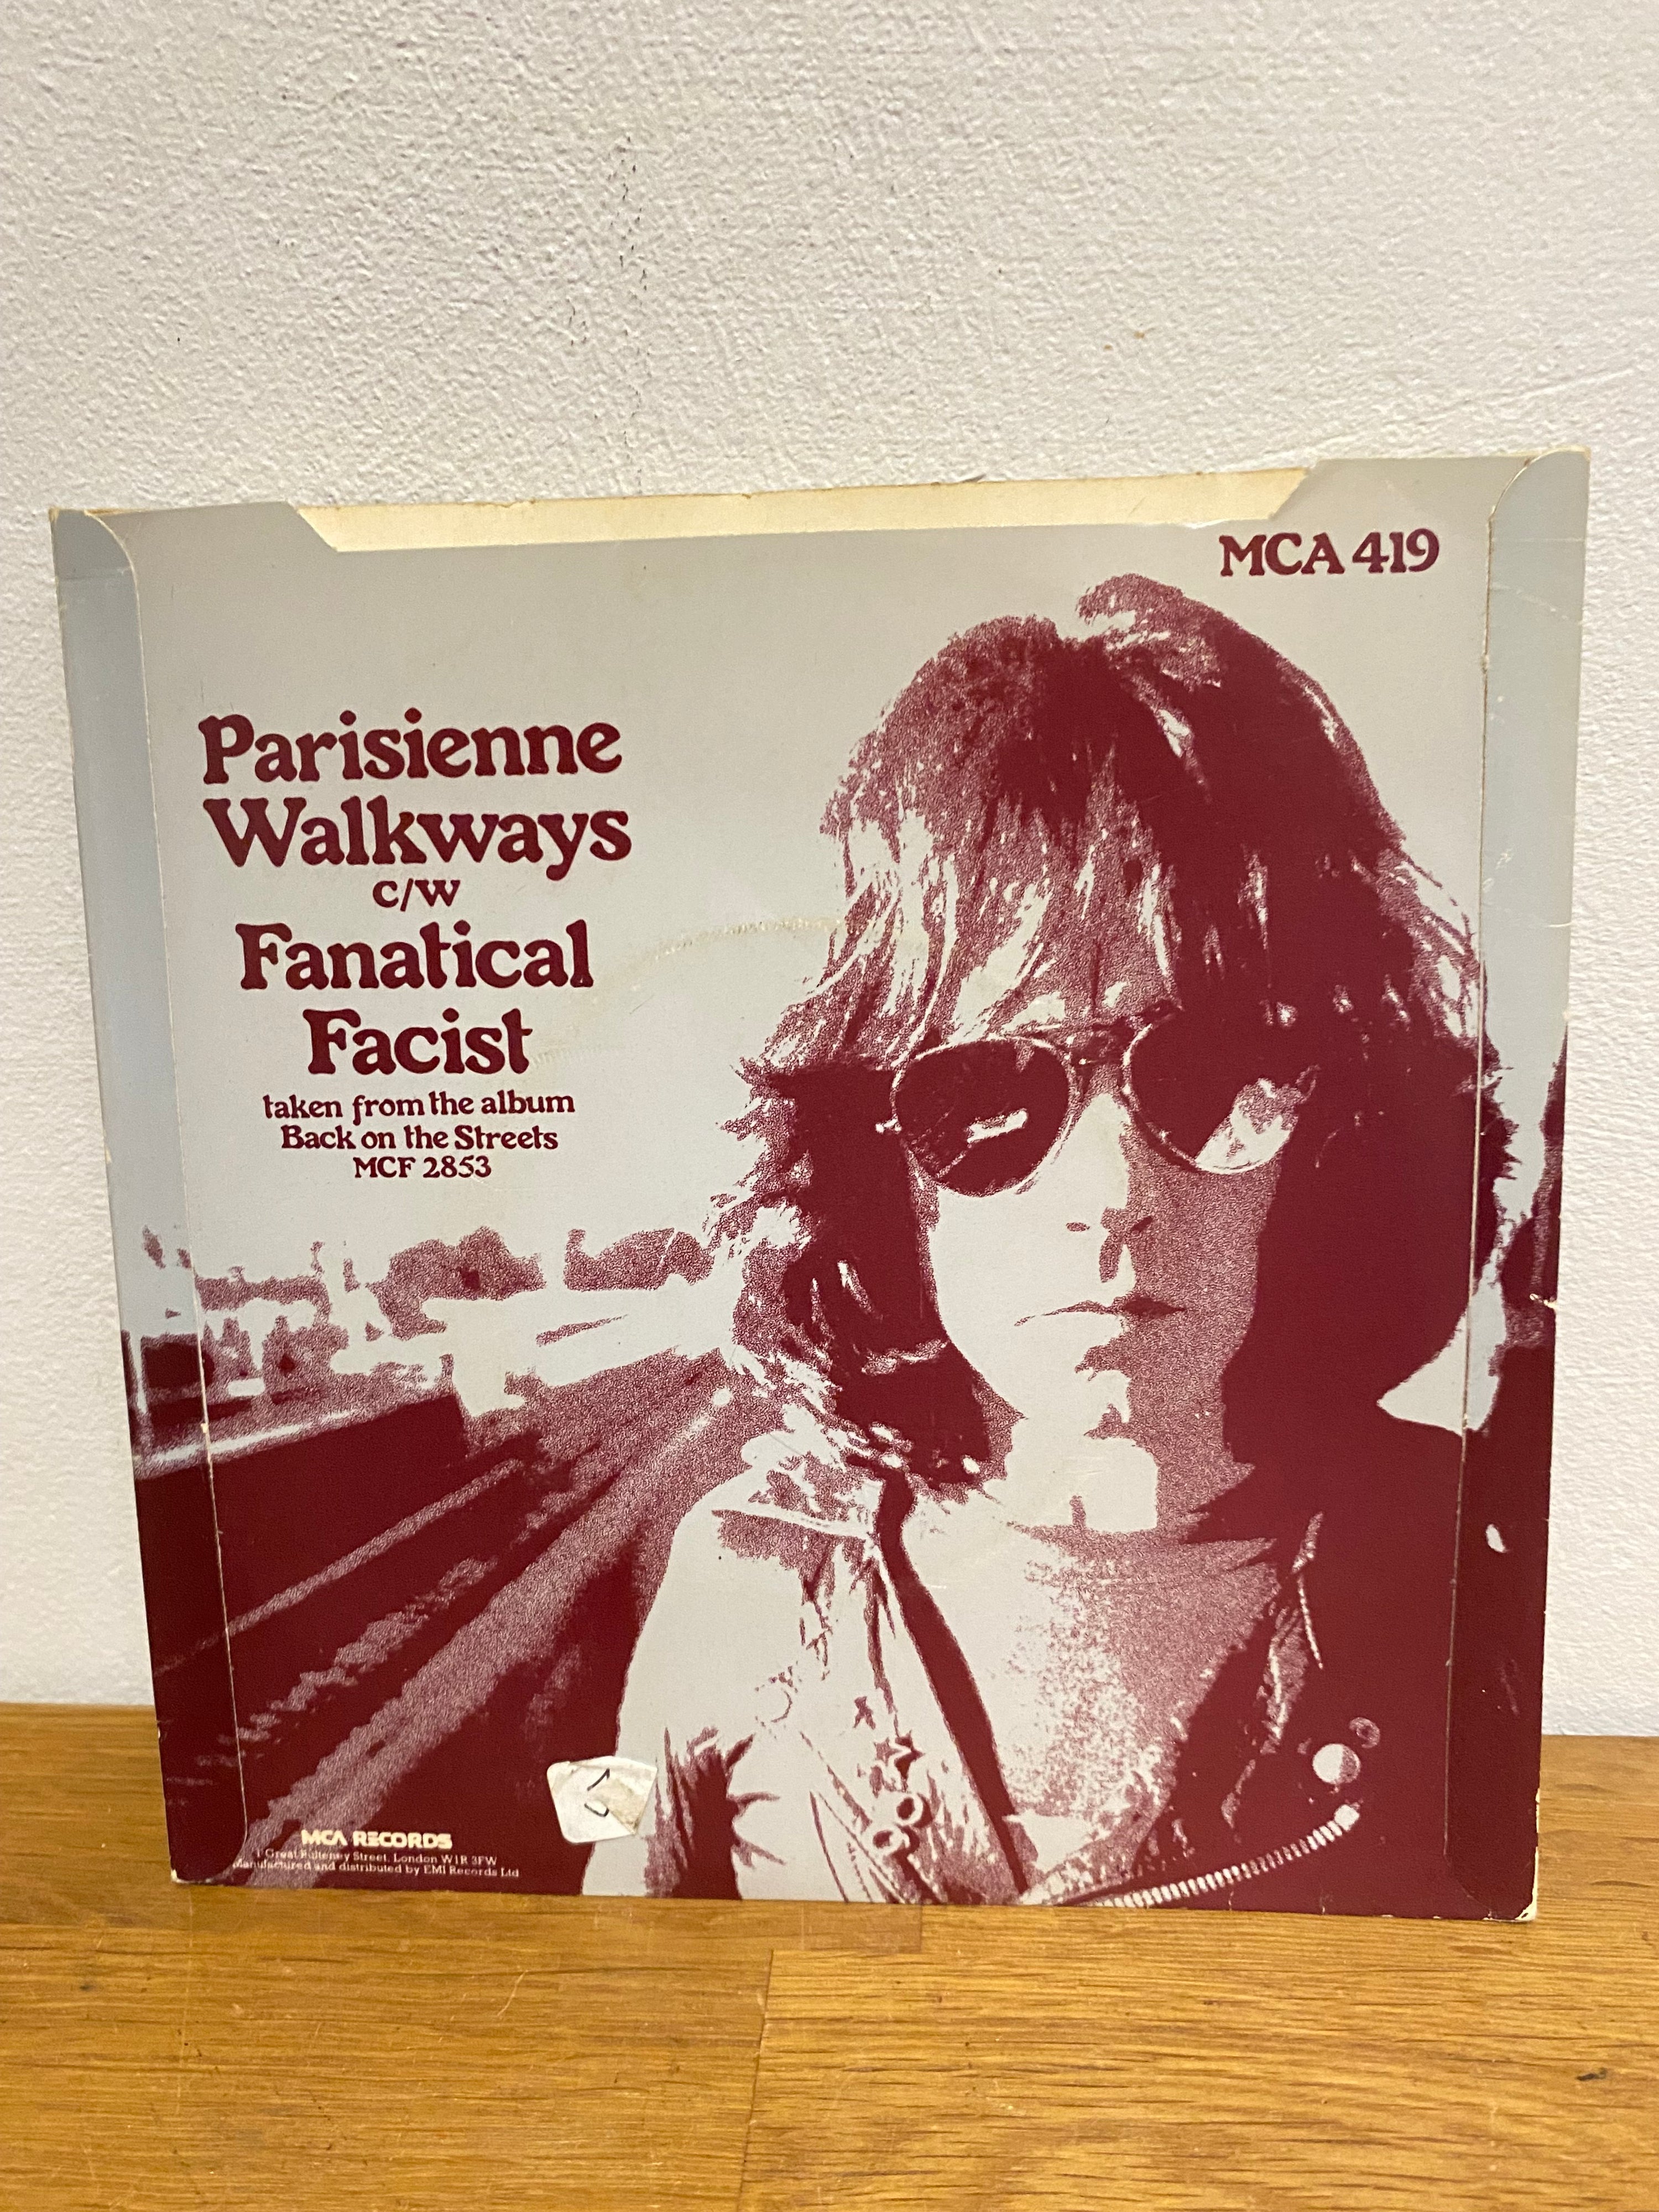 MCA 419
Parisienne
Walkways
c/w
Fanatical
Facist
taken from the album
Back on the Streets
MCF 2853
MCA RECORDS
Great Pulteney Street, London W1R 3FW
Manufactured and distributed by EMI Records Ltd